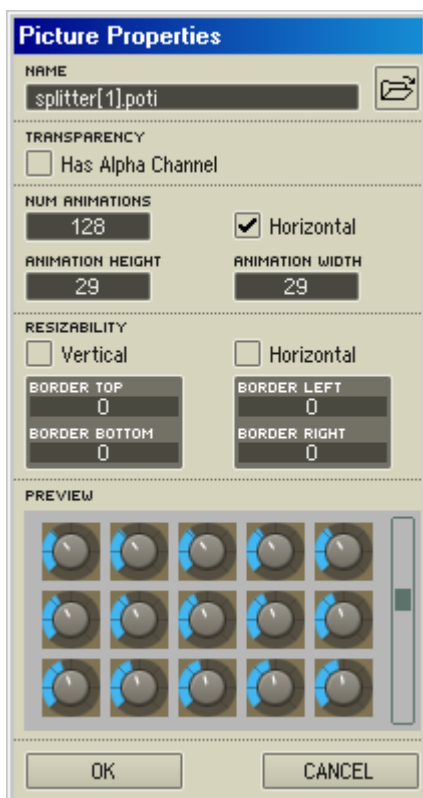 Picture Properties
NAME
splitter[1].poti
TRANSPARENCY
Has Alpha Channel
NUM ANIMATIONS
128 Horizontal
ANIMATION HEIGHT ANIMATION WIDTH
29 29
RESIZABILITY
Vertical Horizontal
BORDER TOP BORDER LEFT
0 0
BORDER BOTTOM BORDER RIGHT
0 0
PREVIEW
OK CANCEL